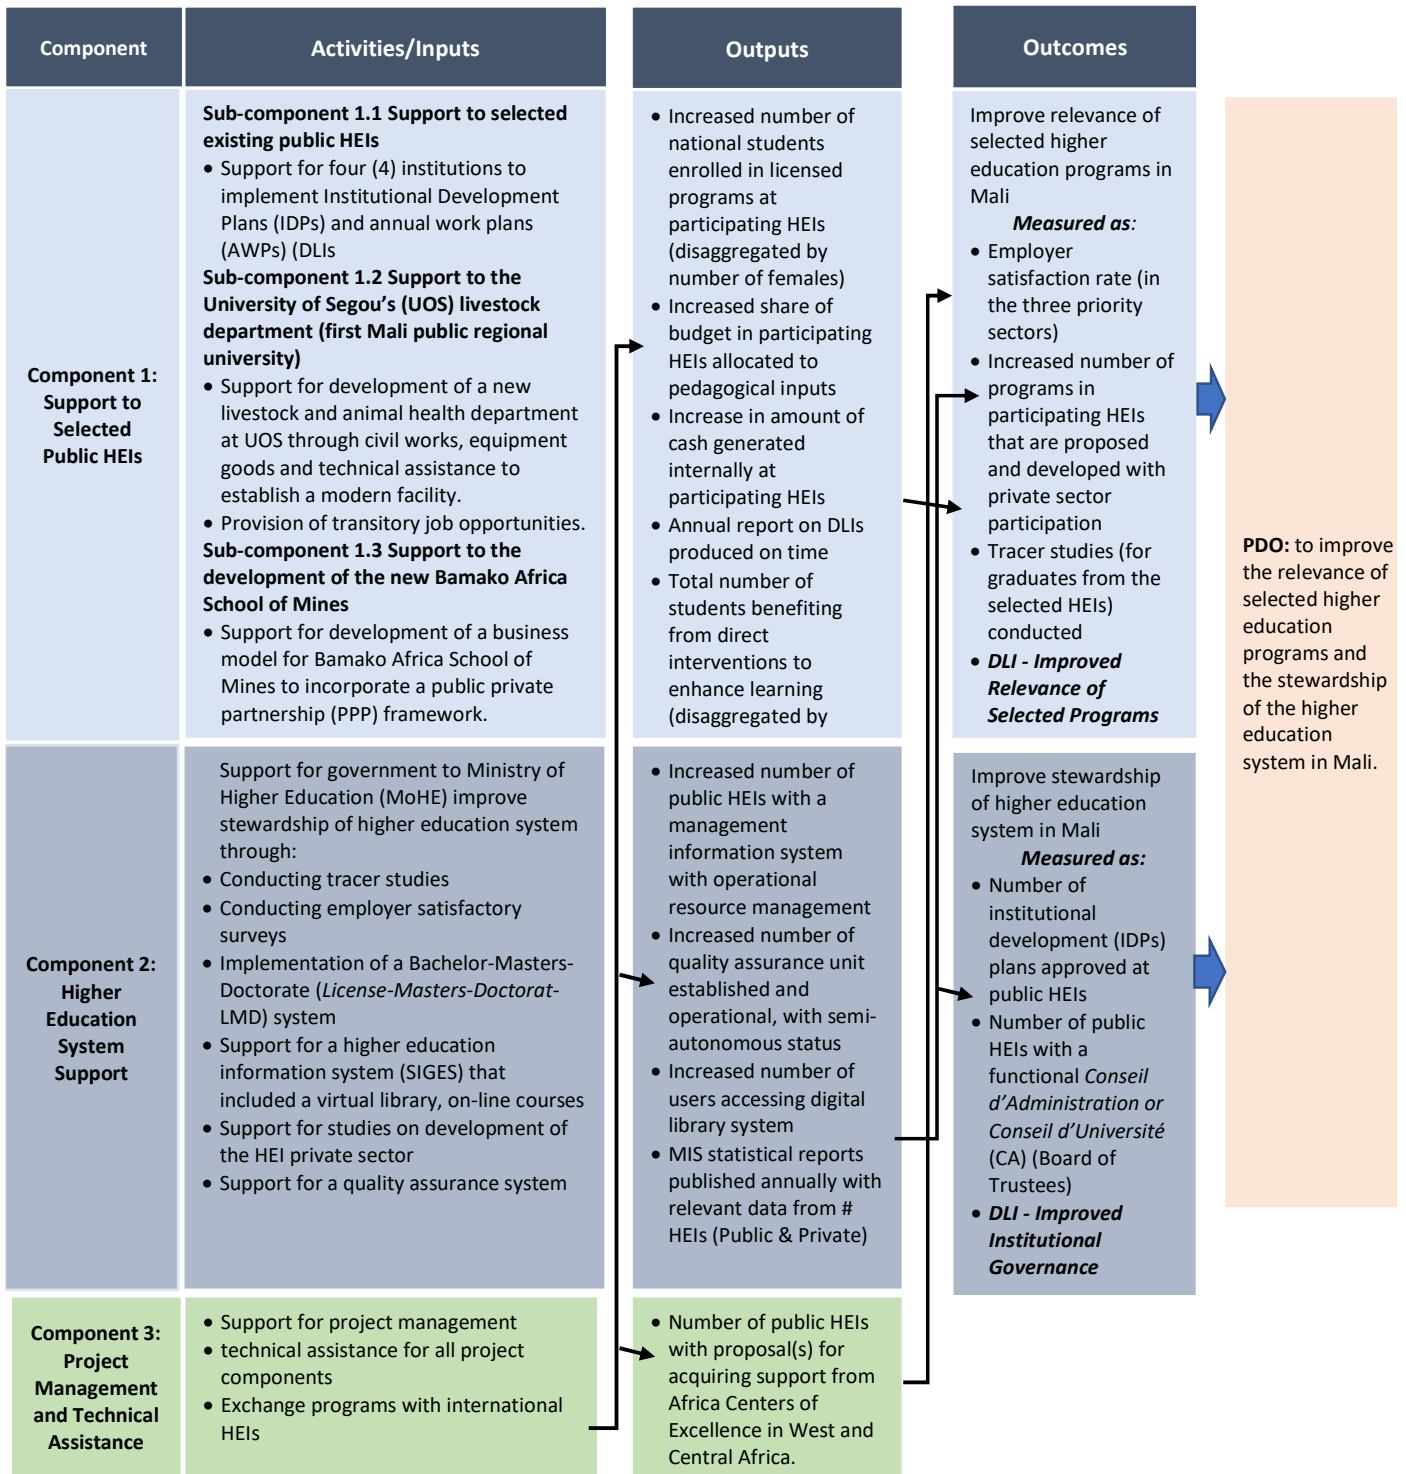 Component
Activities/Inputs
Outputs
Outcomes
Component 1:
Support to
Selected
Public HEIs
Sub-component 1.1 Support to selected
existing public HEIs
• Support for four (4) institutions to
implement Institutional Development
Plans (IDPs) and annual work plans
(AWPs) (DLIs
Sub-component 1.2 Support to the
University of Segou’s (UOS) livestock
department (first Mali public regional
university)
• Support for development of a new
livestock and animal health department
at UOS through civil works, equipment
goods and technical assistance to
establish a modern facility.
• Provision of transitory job opportunities.
Sub-component 1.3 Support to the
development of the new Bamako Africa
School of Mines
• Support for development of a business
model for Bamako Africa School of
Mines to incorporate a public private
partnership (PPP) framework.
• Increased number of
national students
enrolled in licensed
programs at
participating HEIs
(disaggregated by
number of females)
• Increased share of
budget in participating
HEIs allocated to
pedagogical inputs
• Increase in amount of
cash generated
internally at
participating HEIs
• Annual report on DLIs
produced on time
• Total number of
students benefiting
from direct
interventions to
enhance learning
(disaggregated by
Improve relevance of
selected higher
education programs in
Mali
Measured as:
• Employer
satisfaction rate (in
the three priority
sectors)
• Increased number of
programs in
participating HEIs
that are proposed
and developed with
private sector
participation
• Tracer studies (for
graduates from the
selected HEIs)
conducted
• DLI - Improved
Relevance of
Selected Programs
PDO: to improve
the relevance of
selected higher
education
programs and
the stewardship
of the higher
education
system in Mali.
Component 2:
Higher
Education
System
Support
Support for government to Ministry of
Higher Education (MoHE) improve
stewardship of higher education system
through:
• Conducting tracer studies
• Conducting employer satisfactory
surveys
• Implementation of a Bachelor-Masters-
Doctorate (License-Masters-Doctorat-
LMD) system
• Support for a higher education
information system (SIGES) that
included a virtual library, on-line courses
• Support for studies on development of
the HEI private sector
• Support for a quality assurance system
• Increased number of
public HEIs with a
management
information system
with operational
resource management
• Increased number of
quality assurance unit
established and
operational, with semi-
autonomous status
• Increased number of
users accessing digital
library system
• MIS statistical reports
published annually with
relevant data from #
HEIs (Public & Private)
Improve stewardship
of higher education
system in Mali
Measured as:
• Number of
institutional
development (IDPs)
plans approved at
public HEIs
• Number of public
HEIs with a
functional Conseil
d’Administration or
Conseil d’Université
(CA) (Board of
Trustees)
• DLI - Improved
Institutional
Governance
Component 3:
Project
Management
and Technical
Assistance
• Support for project management
• technical assistance for all project
components
• Exchange programs with international
HEIs
• Number of public HEIs
with proposal(s) for
acquiring support from
Africa Centers of
Excellence in West and
Central Africa.